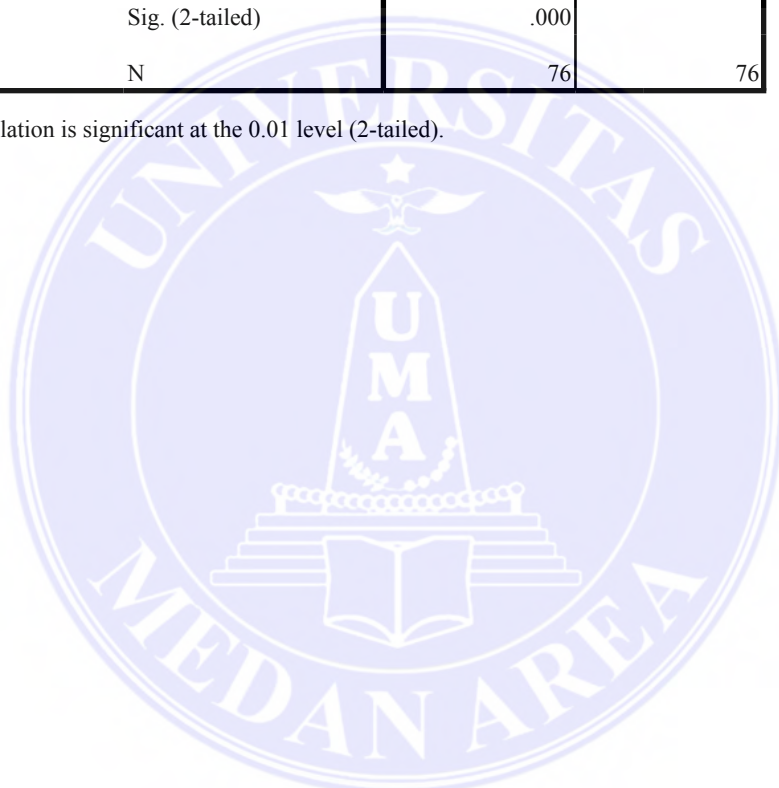 Sig. (2-tailed) .000
N 76 76
lation is significant at the 0.01 level (2-tailed).
UNIVERSITAS
U
M
A
MEDAN AREA